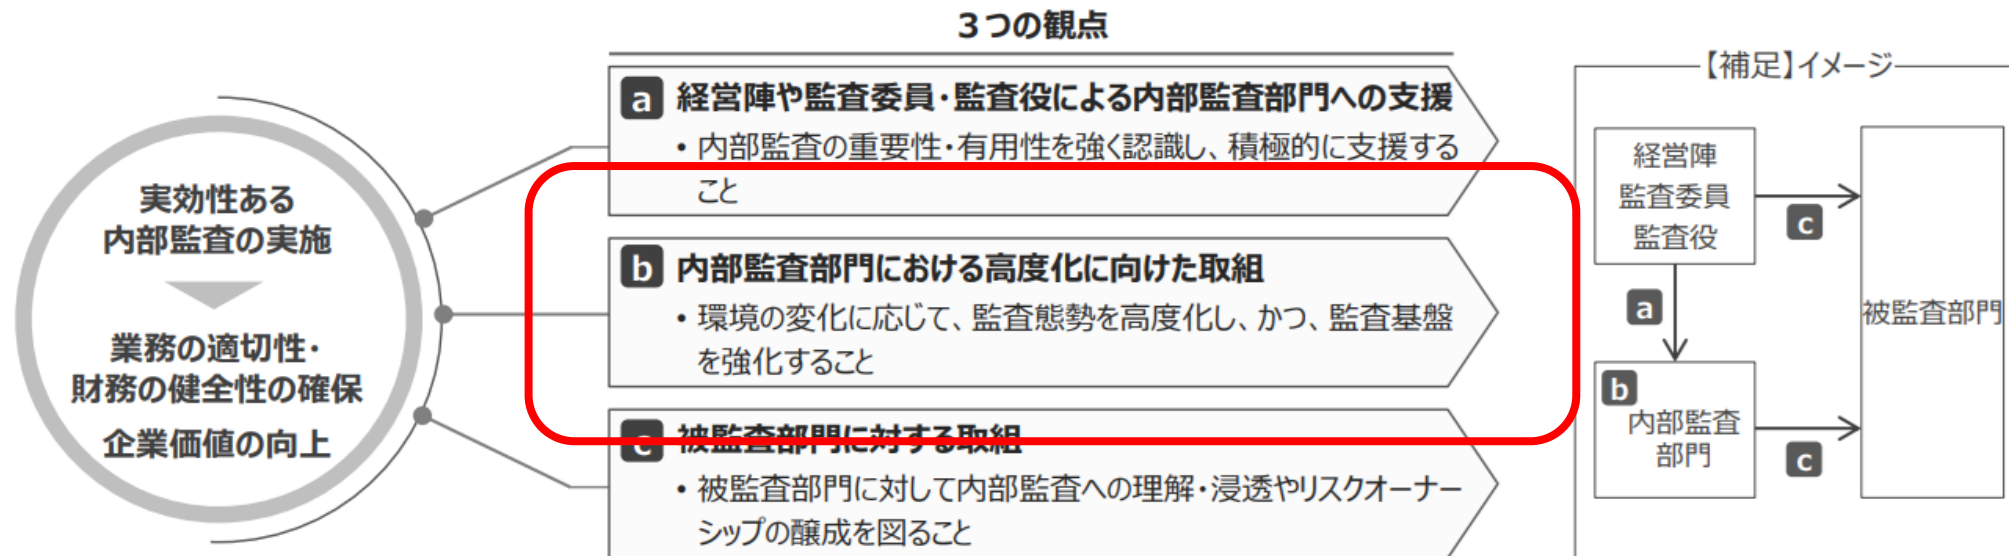 3つの観点
実効性ある
内部監査の実施
業務の適切性・
財務の健全性の確保
企業価値の向上
a 経営陣や監査委員・監査役による内部監査部門への支援
・内部監査の重要性・有用性を強く認識し、積極的に支援する
こと
b 内部監査部門における高度化に向けた取組
・環境の変化に応じて、監査態勢を高度化し、かつ、監査基盤
を強化すること
c 被監査部門に対する取組
・被監査部門に対して内部監査への理解・浸透やリスクオーナー
シップの醸成を図ること
【補足】イメージ
経営陣
監査委員
監査役
c
被監査部門
a
b
内部監査
部門
c